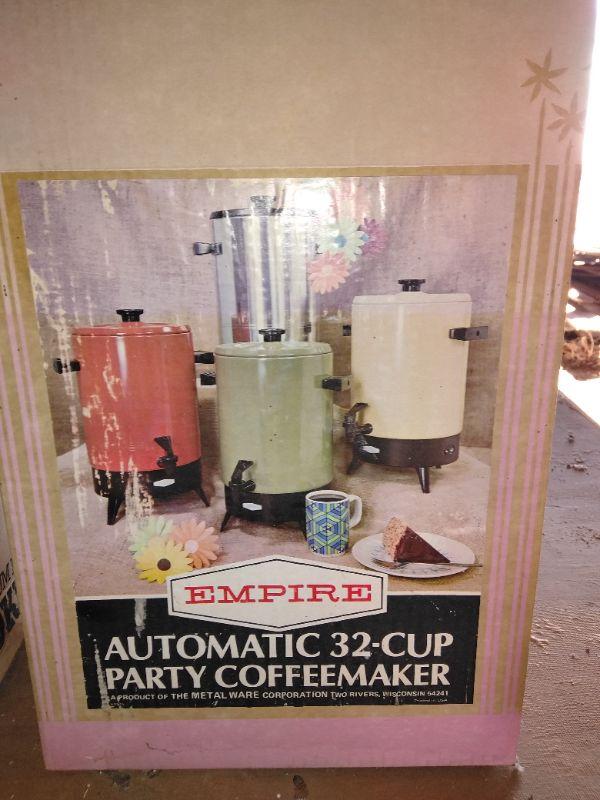 EMPIRE
AUTOMATIC 32-CUP
PARTY COFFEEMAKER
A PRODUCT OF THE METAL WARE CORPORATION TWO RIVERS, WISCONSIN 54241